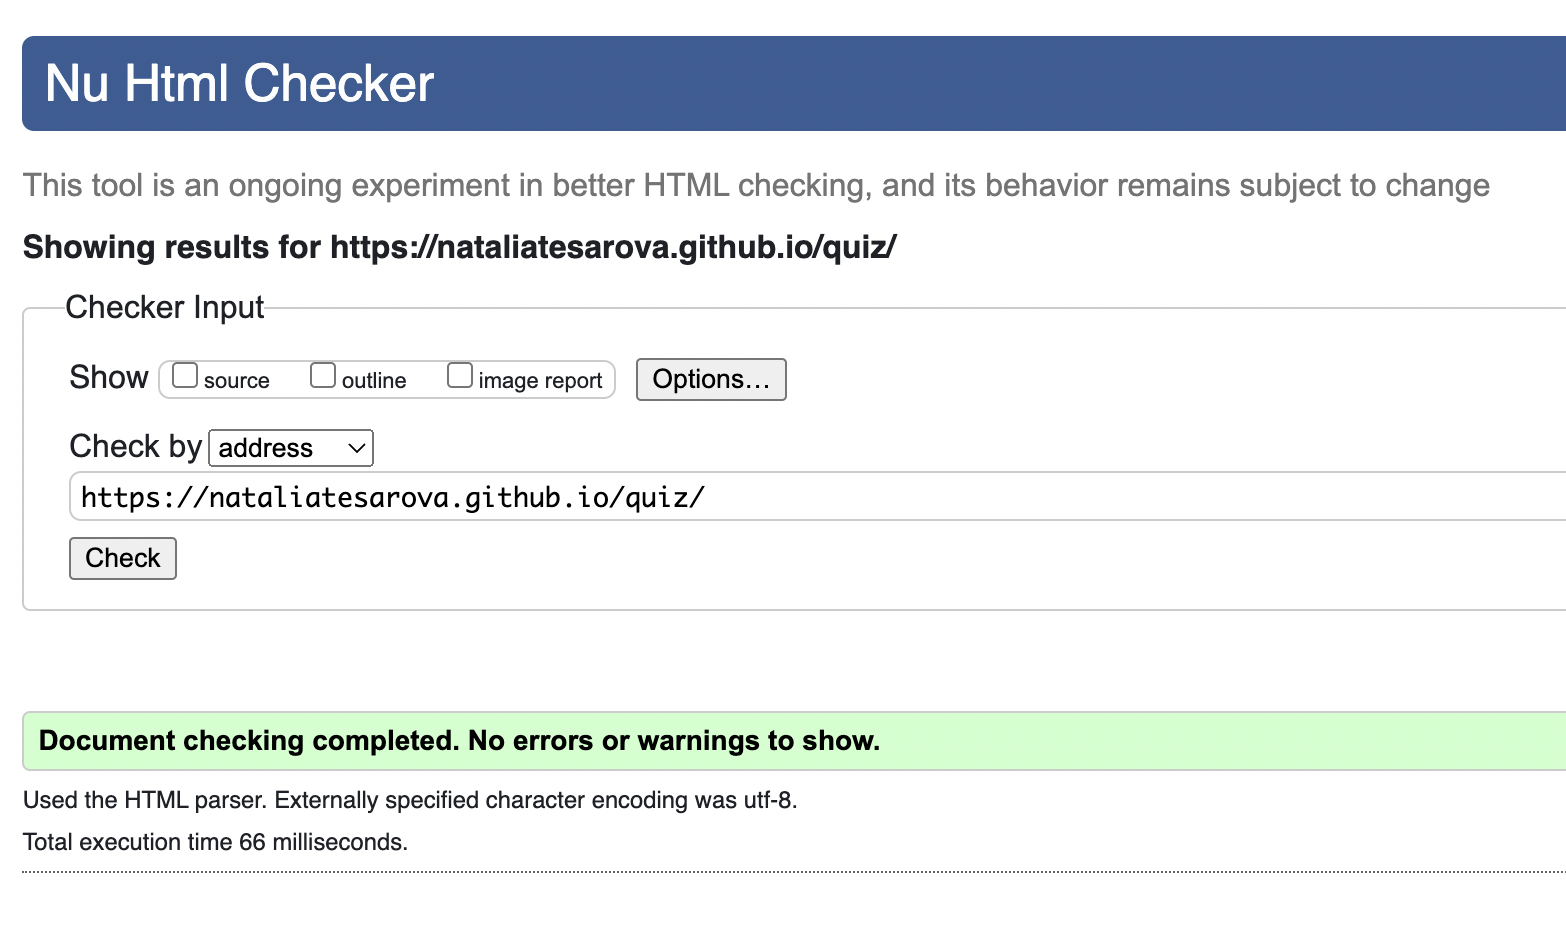 Nu Html Checker
This tool is an ongoing experiment in better HTML checking, and its behavior remains subject to change
Showing results for https://nataliatesarova.github.io/quiz/
Checker Input
Show source outline image report Options…
Check by address
https://nataliatesarova.github.io/quiz/
Check
Document checking completed. No errors or warnings to show.
Used the HTML parser. Externally specified character encoding was utf-8.
Total execution time 66 milliseconds.